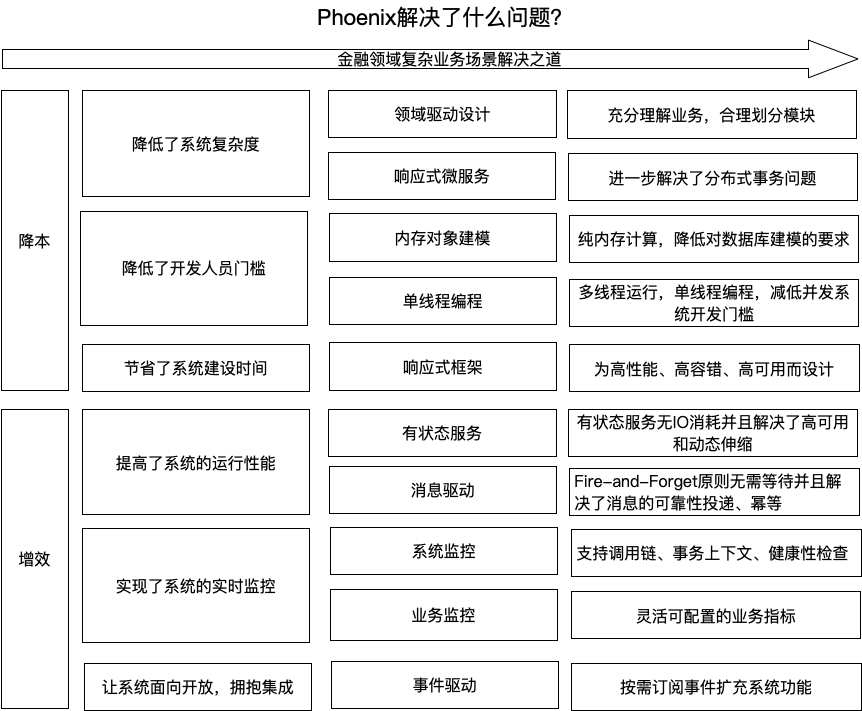 Phoenix解决了什么问题?
金融领域复杂业务场景解决之道
降本
降低了系统复杂度
领域驱动设计
充分理解业务，合理划分模块
响应式微服务
进一步解决了分布式事务问题
降低了开发人员门槛
内存对象建模
纯内存计算，降低对数据库建模的要求
单线程编程
多线程运行，单线程编程，减低并发系
统开发门槛
节省了系统建设时间
响应式框架
为高性能、高容错、高可用而设计
增效
提高了系统的运行性能
有状态服务
有状态服务无IO消耗并且解决了高可用
和动态伸缩
消息驱动
Fire-and-Forget原则无需等待并且解
决了消息的可靠性投递、幂等
实现了系统的实时监控
系统监控
支持调用链、事务上下文、健康性检查
业务监控
灵活可配置的业务指标
让系统面向开放，拥抱集成
事件驱动
按需订阅事件扩充系统功能